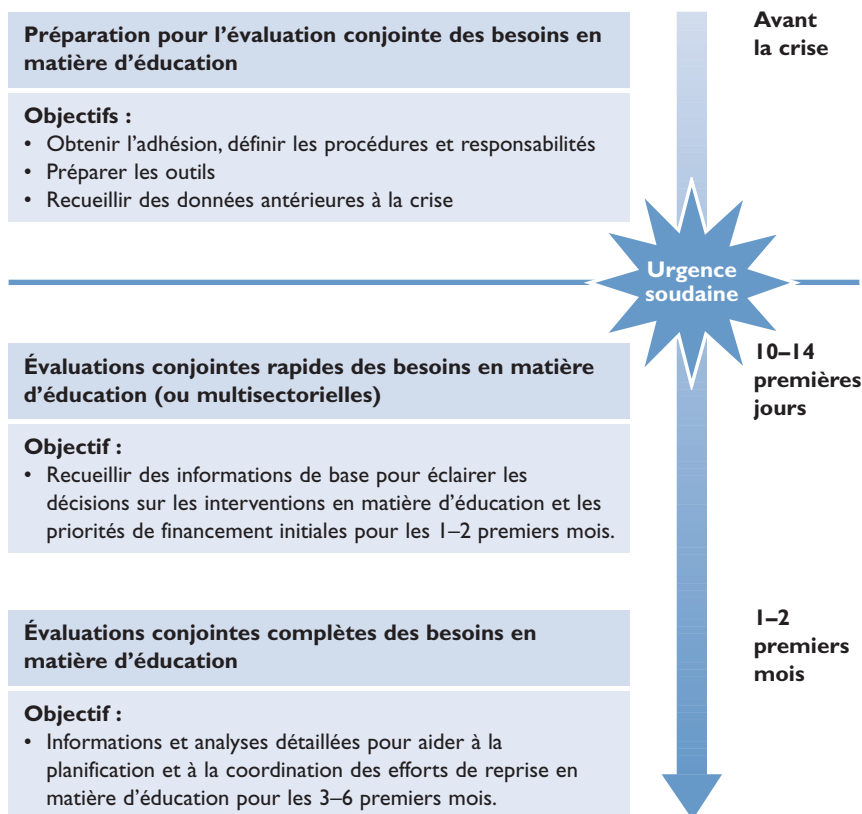 Préparation pour l'évaluation conjointe des besoins en
matière d'éducation
Avant
la crise
Objectifs :
• Obtenir l'adhésion, définir les procédures et responsabilités
• Préparer les outils
• Recueillir des données antérieures à la crise
Urgence
soudaine
Évaluations conjointes rapides des besoins en matière
d'éducation (ou multisectorielles)
10–14
premières
jours
Objectif :
• Recueillir des informations de base pour éclairer les
décisions sur les interventions en matière d'éducation et les
priorités de financement initiales pour les 1–2 premiers mois.
Évaluations conjointes complètes des besoins en
matière d'éducation
1–2
premiers
mois
Objectif :
• Informations et analyses détaillées pour aider à la
planification et à la coordination des efforts de reprise en
matière d'éducation pour les 3–6 premiers mois.